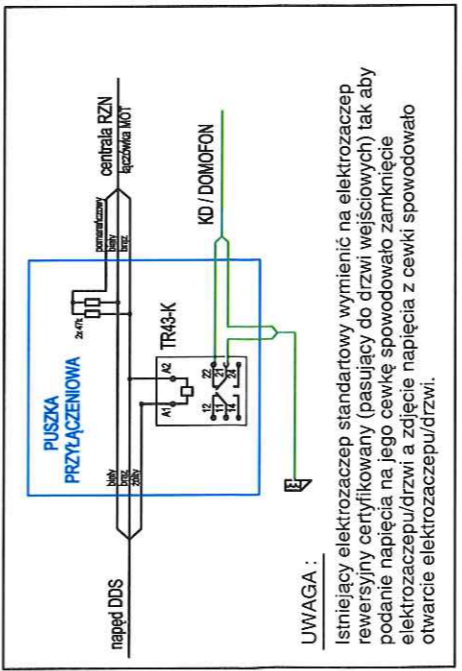 PUSZKA
PRZYŁĄCZENIOWA
napęd DDS
biały
brąz
żółty
2x47k
pomarańczowy
biały
brąz
centrala RZN
łączówka MOT
TR43-K
A1
A2
12
11
14
22
21
24
KD / DOMOFON
E
UWAGA :
Istniejący elektrozaczep standartowy wymienić na elektrozaczep
rewersyjny certyfikowany (pasujący do drzwi wejściowych) tak aby
podanie napięcia na jego cewkę spowodowało zamknięcie
elektrozaczepu/drzwi a zdjęcie napięcia z cewki spowodowało
otwarcie elektrozaczepu/drzwi.